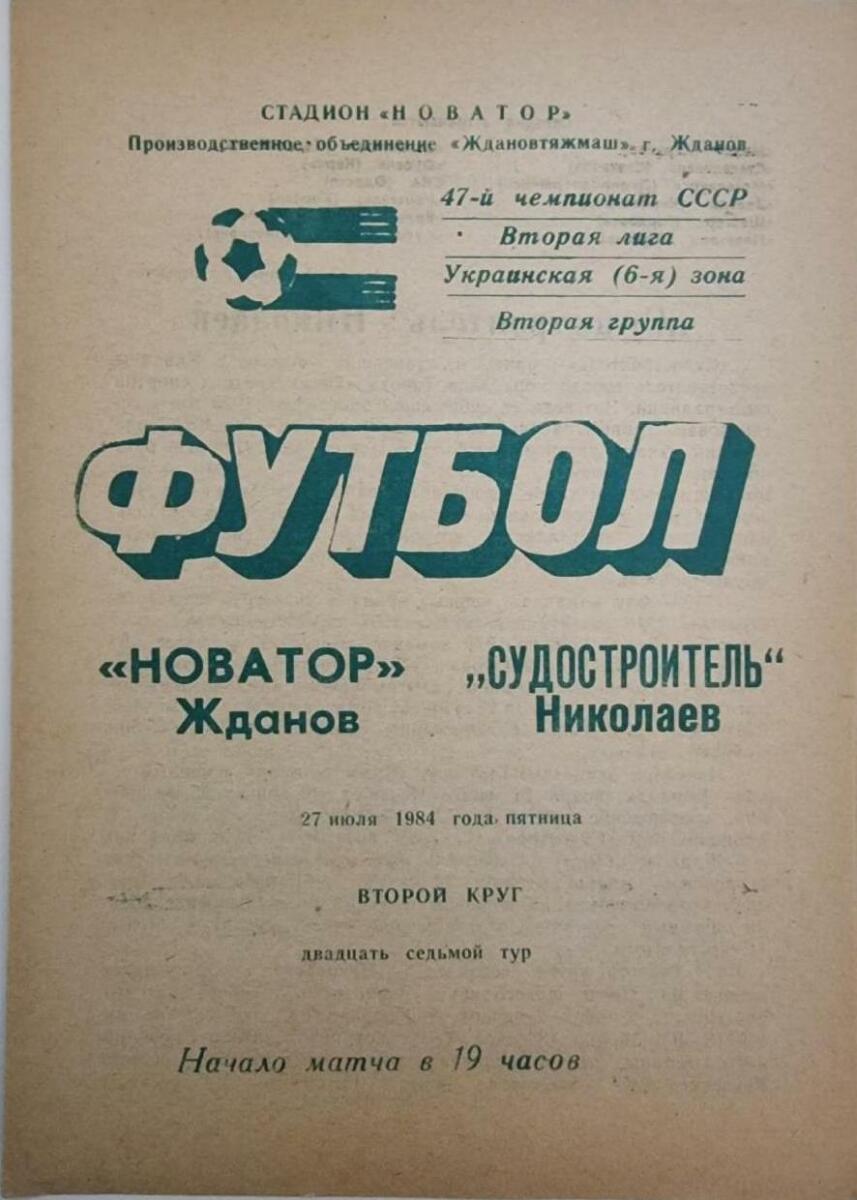 СТАДИОН «НОВАТОР»
Производственное объединение «Ждановтяжмаш», г. Жданов
47-й чемпионат СССР
Вторая лига
Украинская (6-я) зона
Вторая группа
ФУТБОЛ
«НОВАТОР» „СУДОСТРОИТЕЛЬ“
Жданов Николаев
27 июля 1984 года, пятница
ВТОРОЙ КРУГ
двадцать седьмой тур
Начало матча в 19 часов